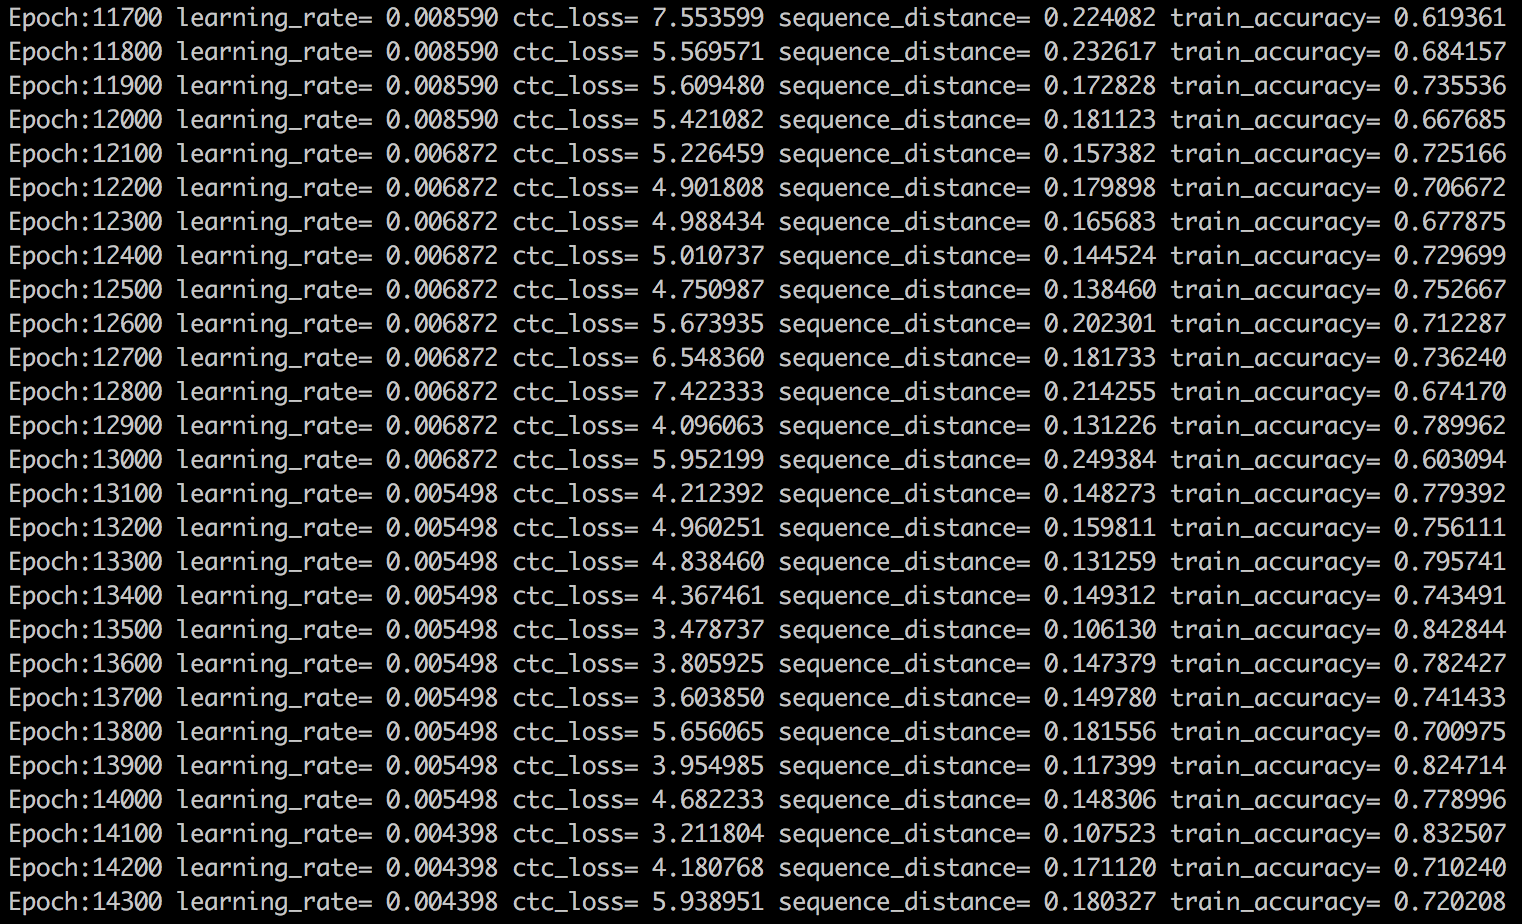 Epoch:11700 learning_rate= 0.008590 ctc_loss= 7.553599 sequence_distance= 0.224082 train_accuracy= 0.619361
Epoch:11800 learning_rate= 0.008590 ctc_loss= 5.569571 sequence_distance= 0.232617 train_accuracy= 0.684157
Epoch:11900 learning_rate= 0.008590 ctc_loss= 5.609480 sequence_distance= 0.172828 train_accuracy= 0.735536
Epoch:12000 learning_rate= 0.008590 ctc_loss= 5.421082 sequence_distance= 0.181123 train_accuracy= 0.667685
Epoch:12100 learning_rate= 0.006872 ctc_loss= 5.226459 sequence_distance= 0.157382 train_accuracy= 0.725166
Epoch:12200 learning_rate= 0.006872 ctc_loss= 4.901808 sequence_distance= 0.179898 train_accuracy= 0.706672
Epoch:12300 learning_rate= 0.006872 ctc_loss= 4.988434 sequence_distance= 0.165683 train_accuracy= 0.677875
Epoch:12400 learning_rate= 0.006872 ctc_loss= 5.010737 sequence_distance= 0.144524 train_accuracy= 0.729699
Epoch:12500 learning_rate= 0.006872 ctc_loss= 4.750987 sequence_distance= 0.138460 train_accuracy= 0.752667
Epoch:12600 learning_rate= 0.006872 ctc_loss= 5.673935 sequence_distance= 0.202301 train_accuracy= 0.712287
Epoch:12700 learning_rate= 0.006872 ctc_loss= 6.548360 sequence_distance= 0.181733 train_accuracy= 0.736240
Epoch:12800 learning_rate= 0.006872 ctc_loss= 7.422333 sequence_distance= 0.214255 train_accuracy= 0.674170
Epoch:12900 learning_rate= 0.006872 ctc_loss= 4.096063 sequence_distance= 0.131226 train_accuracy= 0.789962
Epoch:13000 learning_rate= 0.006872 ctc_loss= 5.952199 sequence_distance= 0.249384 train_accuracy= 0.603094
Epoch:13100 learning_rate= 0.005498 ctc_loss= 4.212392 sequence_distance= 0.148273 train_accuracy= 0.779392
Epoch:13200 learning_rate= 0.005498 ctc_loss= 4.960251 sequence_distance= 0.159811 train_accuracy= 0.756111
Epoch:13300 learning_rate= 0.005498 ctc_loss= 4.838460 sequence_distance= 0.131259 train_accuracy= 0.795741
Epoch:13400 learning_rate= 0.005498 ctc_loss= 4.367461 sequence_distance= 0.149312 train_accuracy= 0.743491
Epoch:13500 learning_rate= 0.005498 ctc_loss= 3.478737 sequence_distance= 0.106130 train_accuracy= 0.842844
Epoch:13600 learning_rate= 0.005498 ctc_loss= 3.805925 sequence_distance= 0.147379 train_accuracy= 0.782427
Epoch:13700 learning_rate= 0.005498 ctc_loss= 3.603850 sequence_distance= 0.149780 train_accuracy= 0.741433
Epoch:13800 learning_rate= 0.005498 ctc_loss= 5.656065 sequence_distance= 0.181556 train_accuracy= 0.700975
Epoch:13900 learning_rate= 0.005498 ctc_loss= 3.954985 sequence_distance= 0.117399 train_accuracy= 0.824714
Epoch:14000 learning_rate= 0.005498 ctc_loss= 4.682233 sequence_distance= 0.148306 train_accuracy= 0.778996
Epoch:14100 learning_rate= 0.004398 ctc_loss= 3.211804 sequence_distance= 0.107523 train_accuracy= 0.832507
Epoch:14200 learning_rate= 0.004398 ctc_loss= 4.180768 sequence_distance= 0.171120 train_accuracy= 0.710240
Epoch:14300 learning_rate= 0.004398 ctc_loss= 5.938951 sequence_distance= 0.180327 train_accuracy= 0.720208